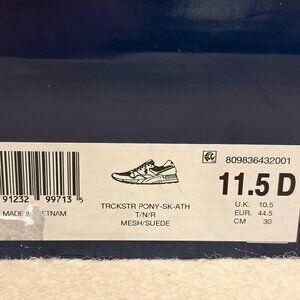 809836432001
91232 99713 5
TRCKSTR PONY-SK-ATH
T/N/R
MESH/SUEDE
11.5 D
U.K. 10.5
EUR. 44.5
CM 30
MADE IN